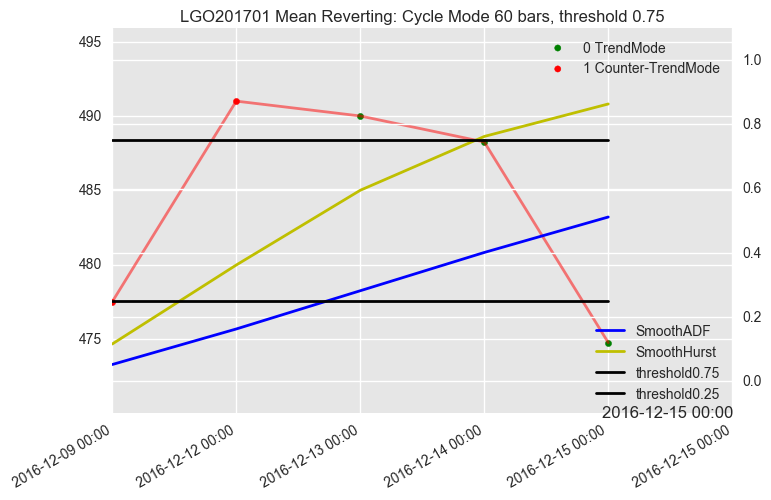 LGO201701 Mean Reverting: Cycle Mode 60 bars, threshold 0.75
495
490
485
480
475
0 TrendMode
1 Counter-TrendMode
1.0
0.8
0.6
0.4
0.2
0.0
SmoothADF
SmoothHurst
threshold0.75
threshold0.25
2016-12-15 00:00
2016-12-09 00:00
2016-12-12 00:00
2016-12-13 00:00
2016-12-14 00:00
2016-12-15 00:00
2016-12-15 00:00